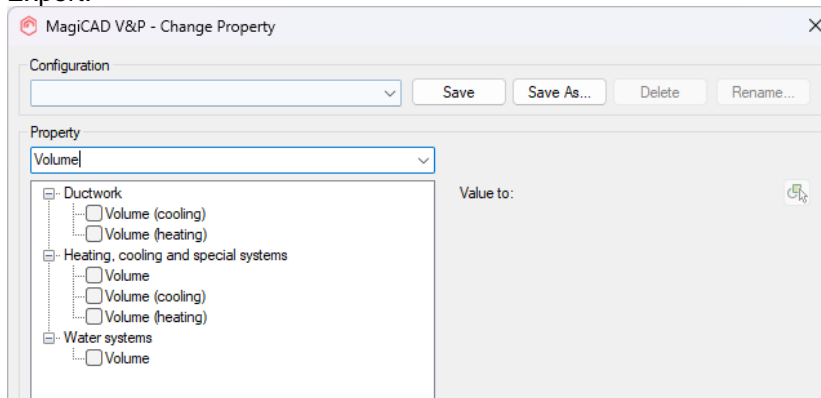 MagiCAD V&P - Change Property
Configuration
Save Save As... Delete Rename...
Property
Volume
Value to:
Ductwork
Volume (cooling)
Volume (heating)
Heating, cooling and special systems
Volume
Volume (cooling)
Volume (heating)
Water systems
Volume